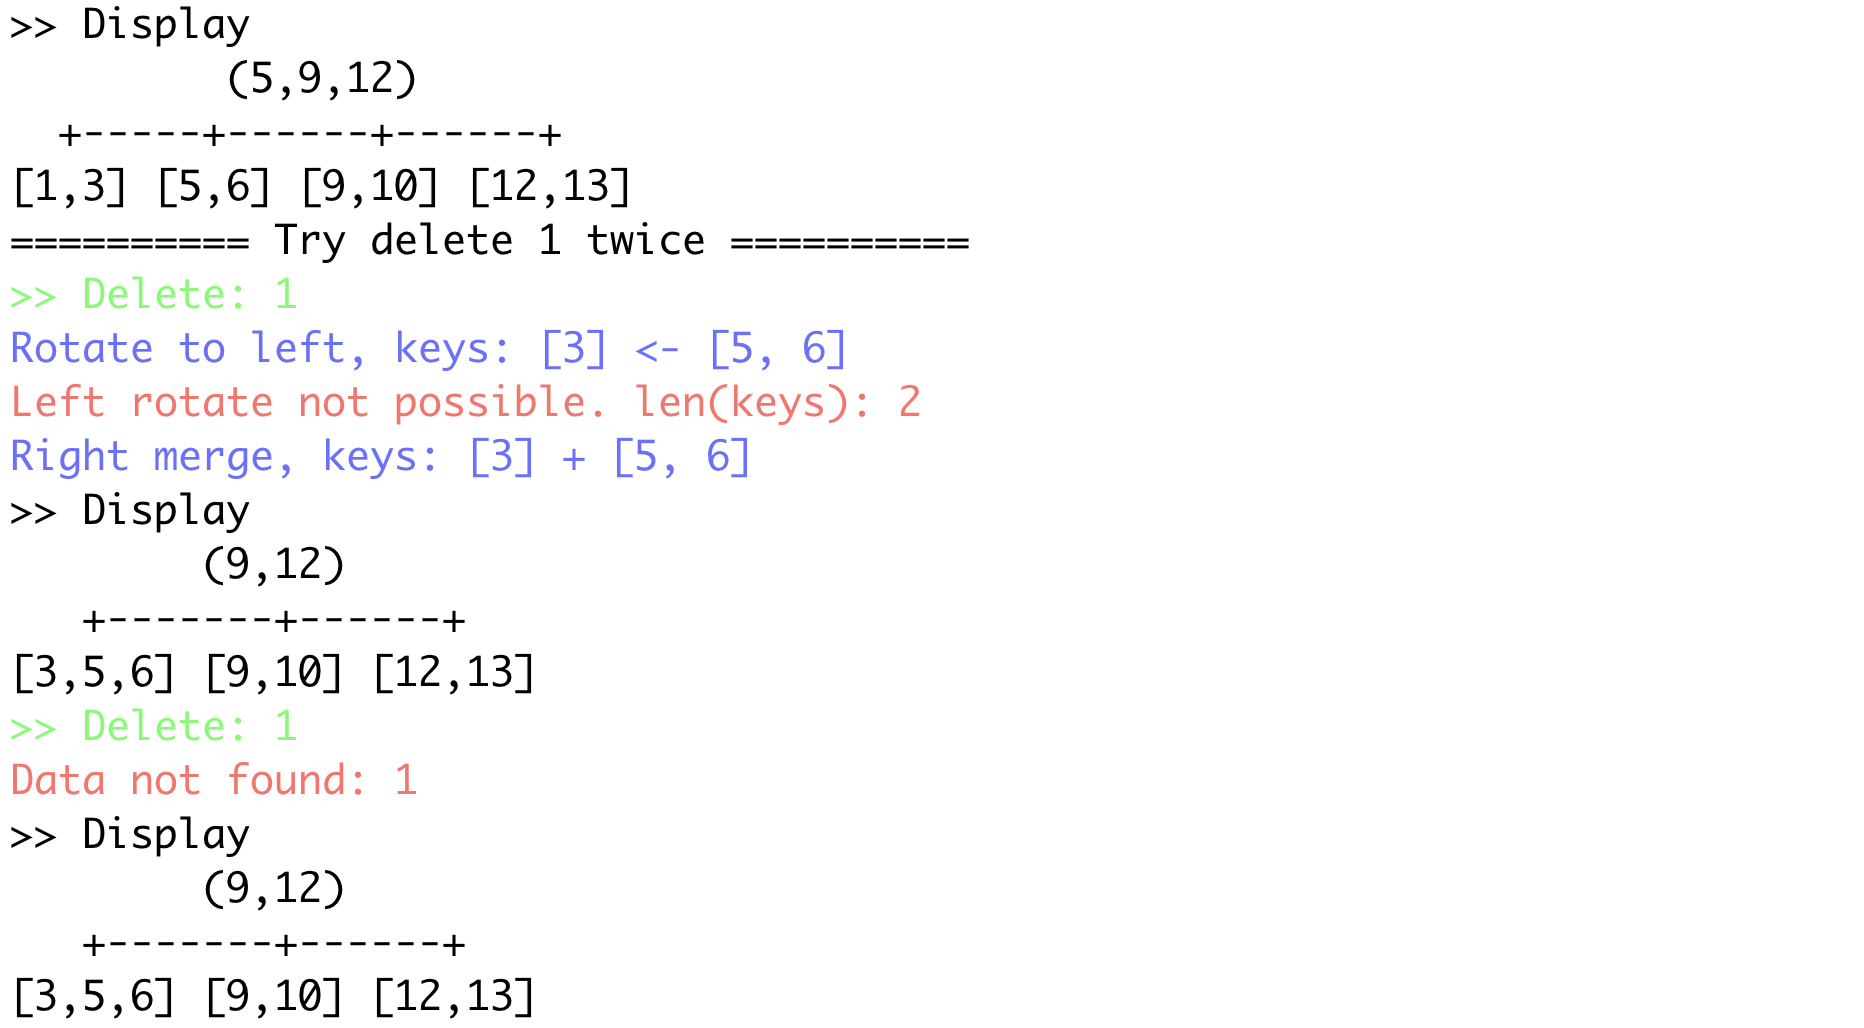 >> Display
         (5,9,12)
  +-----+------+------+
[1,3] [5,6] [9,10] [12,13]
========== Try delete 1 twice ==========
>> Delete: 1
Rotate to left, keys: [3] <- [5, 6]
Left rotate not possible. len(keys): 2
Right merge, keys: [3] + [5, 6]
>> Display
        (9,12)
   +-------+------+
[3,5,6] [9,10] [12,13]
>> Delete: 1
Data not found: 1
>> Display
        (9,12)
   +-------+------+
[3,5,6] [9,10] [12,13]